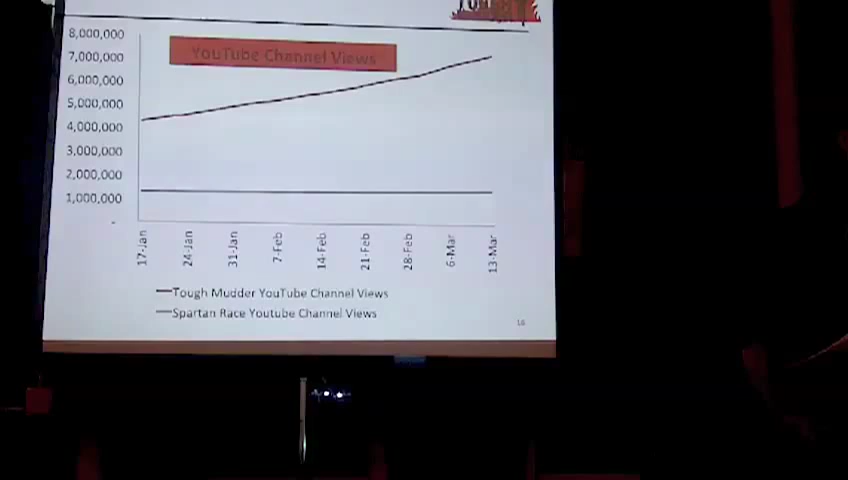 8,000,000
YouTube Channel Views
7,000,000
6,000,000
5,000,000
4,000,000
3,000,000
2,000,000
1,000,000
-
17-Jan
24-Jan
31-Jan
7-Feb
14-Feb
21-Feb
28-Feb
6-Mar
13-Mar
Tough Mudder YouTube Channel Views
Spartan Race Youtube Channel Views
16